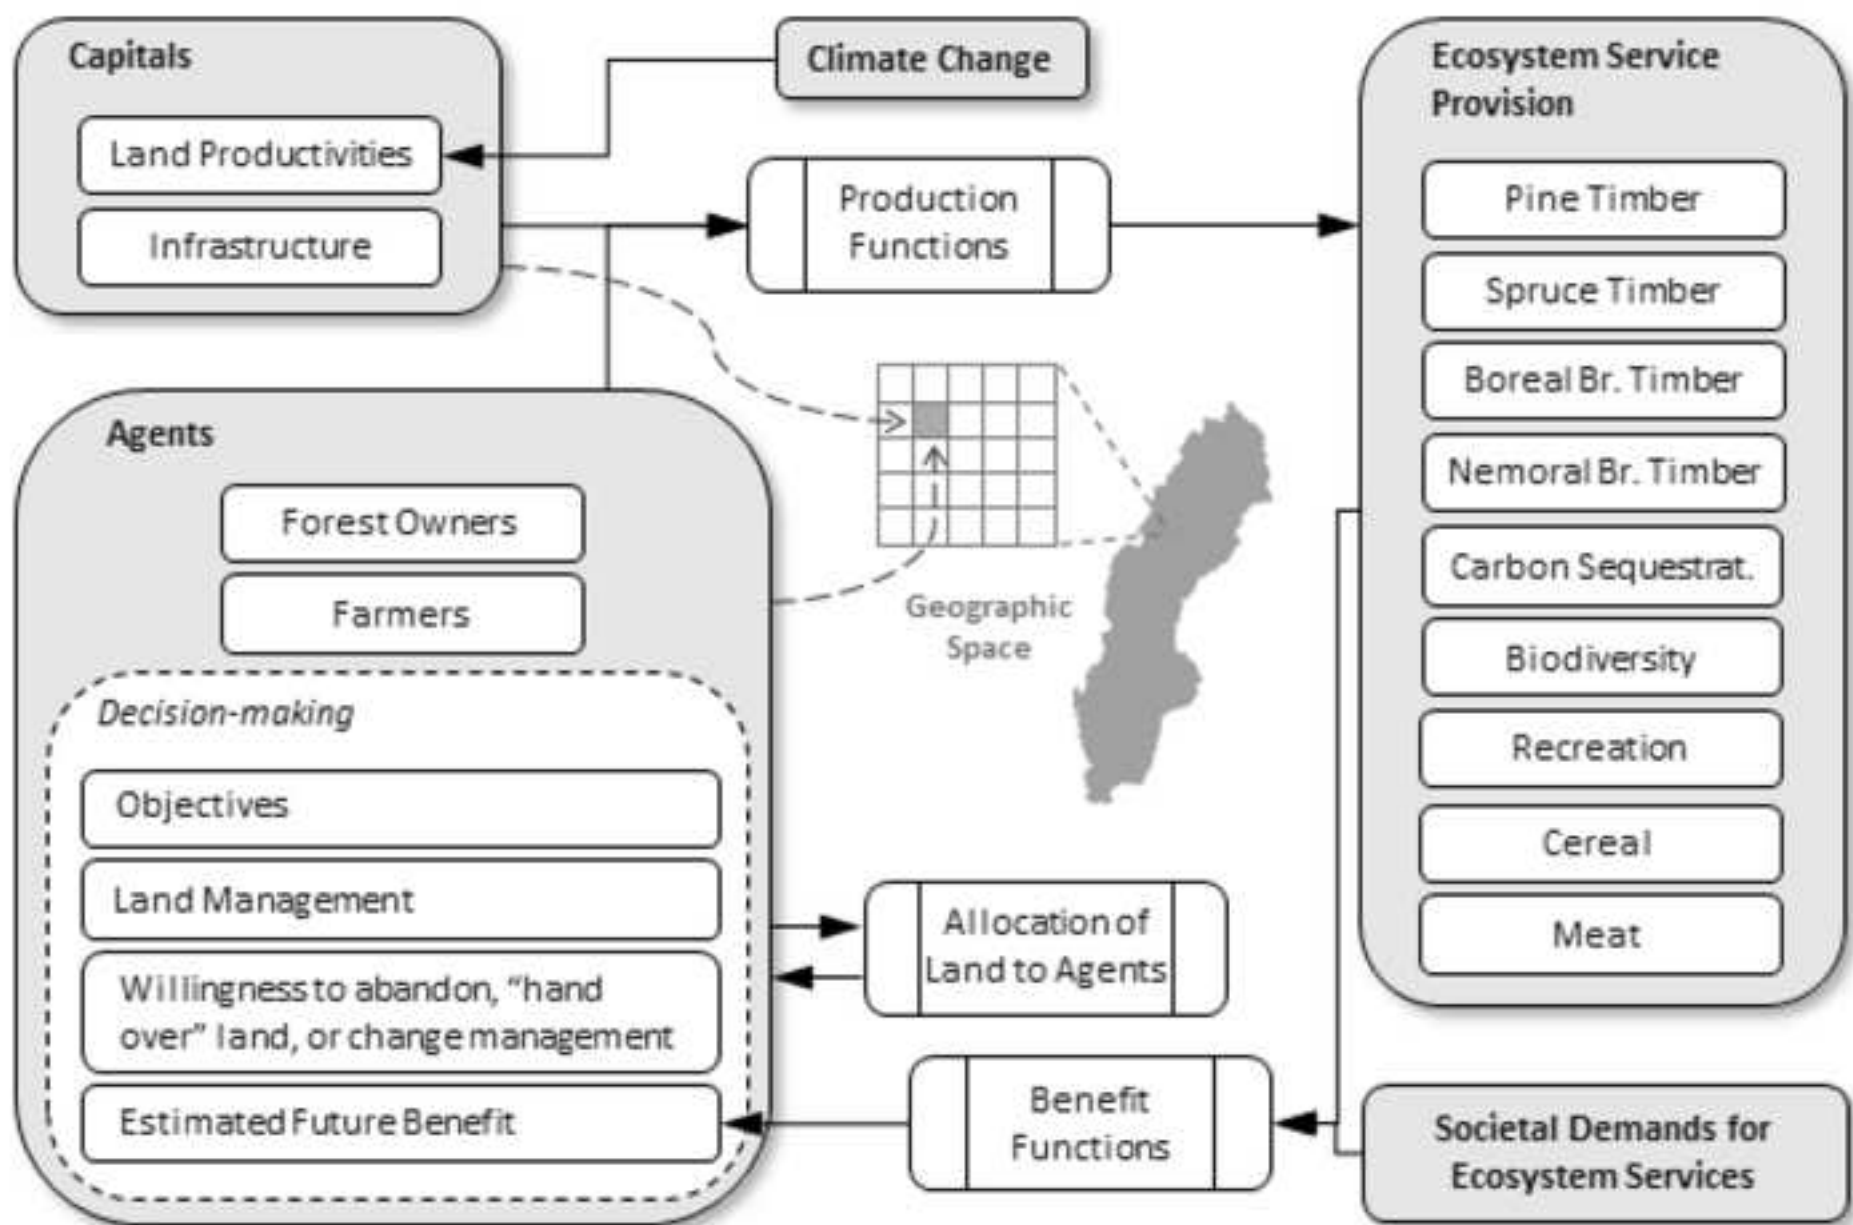 Capitals
Land Productivities
Infrastructure
Climate Change
Production
Functions
Ecosystem Service
Provision
Pine Timber
Spruce Timber
Boreal Br. Timber
Nemoral Br. Timber
Carbon Sequestrat.
Biodiversity
Recreation
Cereal
Meat
Agents
Forest Owners
Farmers
Decision-making
Objectives
Land Management
Willingness to abandon, “hand
over” land, or change management
Estimated Future Benefit
Geographic
Space
Allocation of
Land to Agents
Benefit
Functions
Societal Demands for
Ecosystem Services